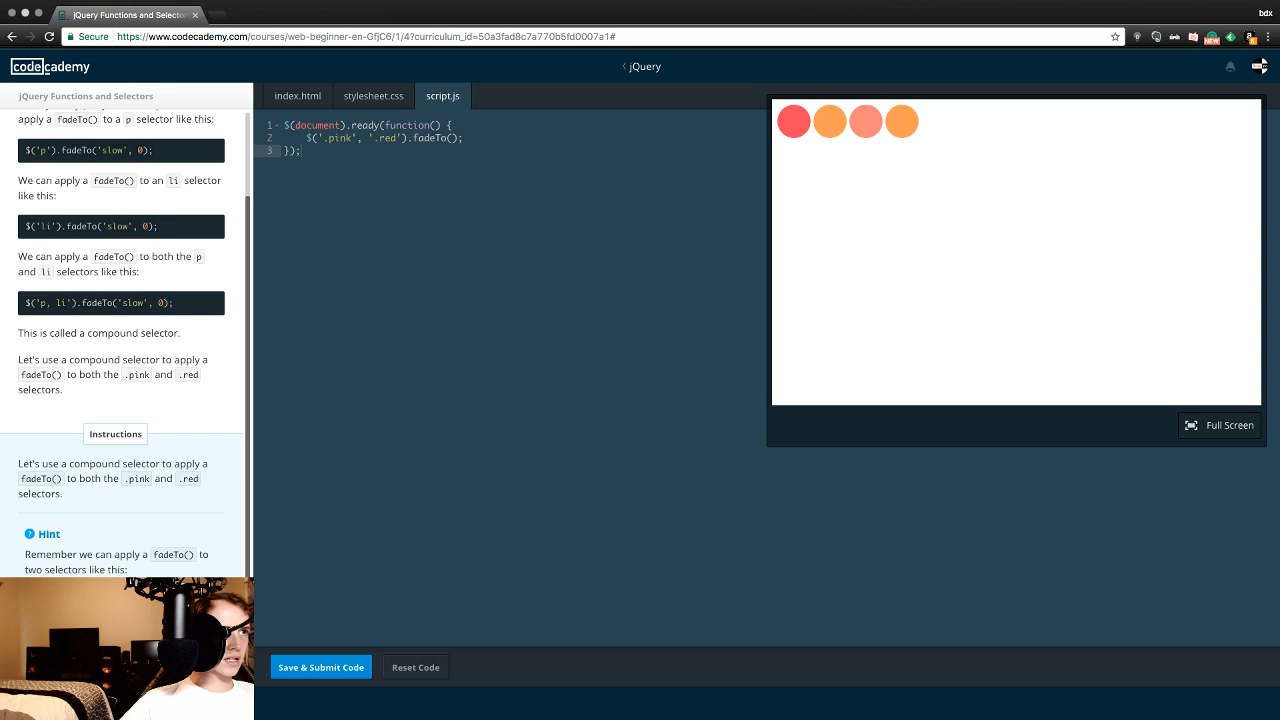 jQuery Functions and Selector
bdx
Secure
https://www.codecademy.com/courses/web-beginner-en-GfjC6/1/4?curriculum_id=50a3fad8c7a770b5fd0007a1#
NEW
codecademy
jQuery
jQuery Functions and Selectors
index.html
stylesheet.css
script.js
apply a fadeTo() to a p selector like this:
$('p').fadeTo('slow', 0);
We can apply a fadeTo() to an li selector
like this:
$('li').fadeTo('slow', 0);
We can apply a fadeTo() to both the p
and li selectors like this:
$('p, li').fadeTo('slow', 0);
This is called a compound selector.
Let's use a compound selector to apply a
fadeTo() to both the .pink and .red
selectors.
Instructions
Let's use a compound selector to apply a
fadeTo() to both the .pink and .red
selectors.
? Hint
Remember we can apply a fadeTo() to
two selectors like this:
1 $(document).ready(function() {
2 $('.pink', '.red').fadeTo();
3 });
Full Screen
Save & Submit Code
Reset Code